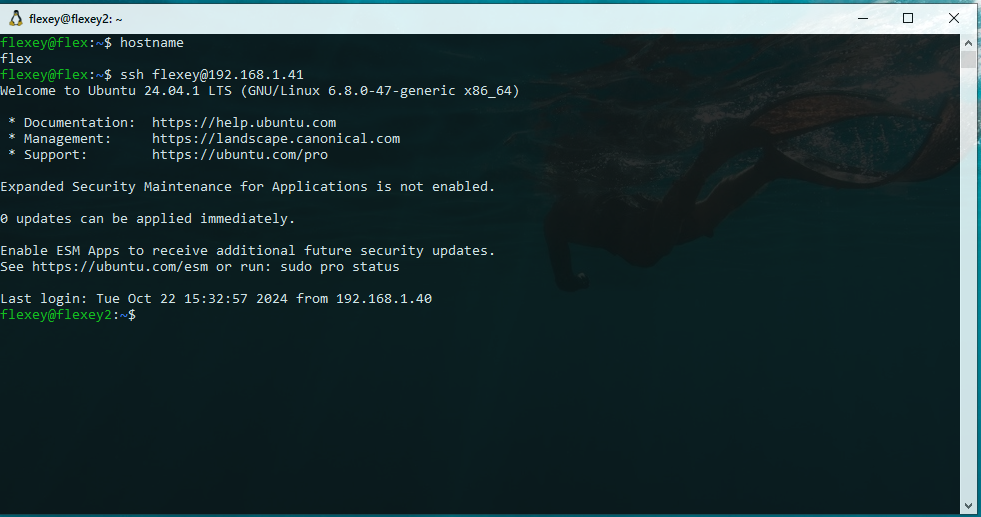 flexey@flexey2: ~
flexey@flex:~$ hostname
flex
flexey@flex:~$ ssh flexey@192.168.1.41
Welcome to Ubuntu 24.04.1 LTS (GNU/Linux 6.8.0-47-generic x86_64)
* Documentation:  https://help.ubuntu.com
* Management:     https://landscape.canonical.com
* Support:        https://ubuntu.com/pro
Expanded Security Maintenance for Applications is not enabled.
0 updates can be applied immediately.
Enable ESM Apps to receive additional future security updates.
See https://ubuntu.com/esm or run: sudo pro status
Last login: Tue Oct 22 15:32:57 2024 from 192.168.1.40
flexey@flexey2:~$